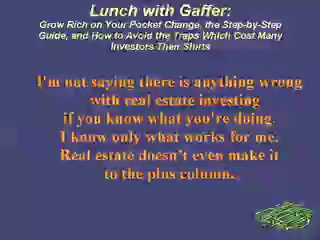 Lunch with Gaffer:
Grow Rich on Your Pocket Change, the Step-by-Step
Guide, and How to Avoid the Traps Which Cost Many
Investors Their Shirts
I'm not saying there is anything wrong
with real estate investing
if you know what you're doing.
I know only what works for me.
Real estate doesn't even make it
to the plus column.